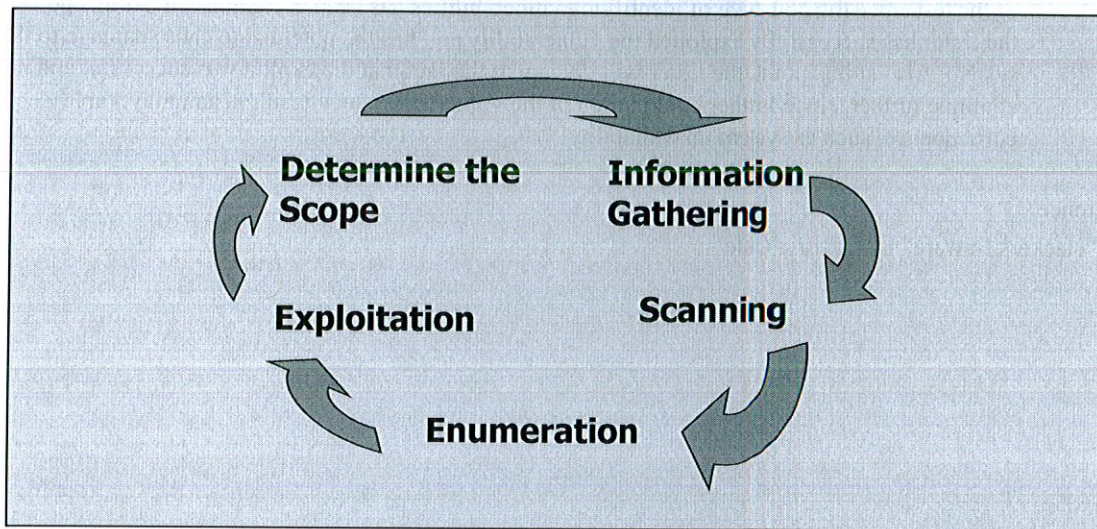 Determine the
Scope
Information
Gathering
Scanning
Enumeration
Exploitation